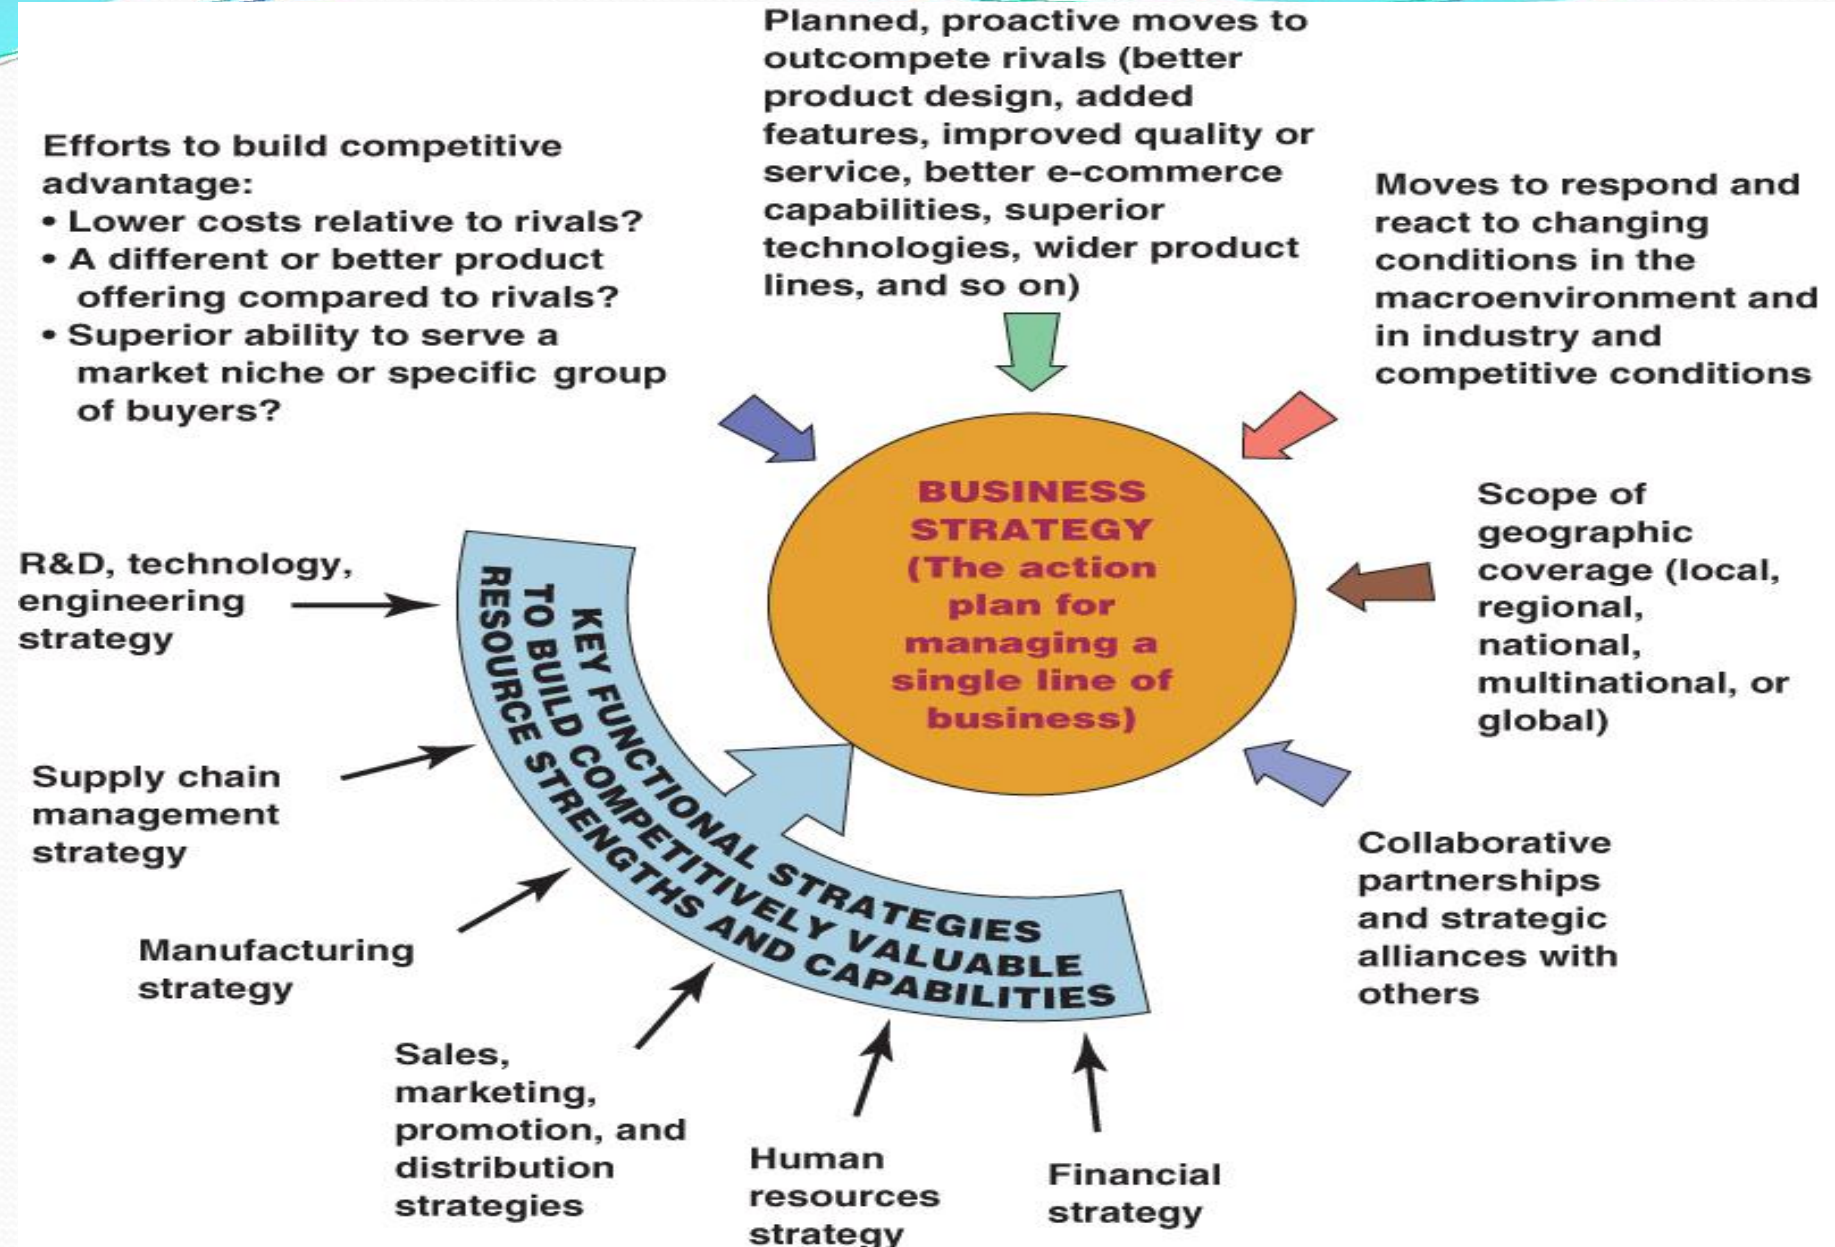 Planned, proactive moves to
outcompete rivals (better
product design, added
features, improved quality or
service, better e-commerce
capabilities, superior
technologies, wider product
lines, and so on)
Efforts to build competitive
advantage:
• Lower costs relative to rivals?
• A different or better product
offering compared to rivals?
• Superior ability to serve a
market niche or specific group
of buyers?
Moves to respond and
react to changing
conditions in the
macroenvironment and
in industry and
competitive conditions
BUSINESS
STRATEGY
(The action
plan for
managing a
single line of
business)
Scope of
geographic
coverage (local,
regional,
national,
multinational, or
global)
R&D, technology,
engineering
strategy
KEY FUNCTIONAL STRATEGIES
TO BUILD COMPETITIVELY VALUABLE
RESOURCE STRENGTHS AND CAPABILITIES
Supply chain
management
strategy
Collaborative
partnerships
and strategic
alliances with
others
Manufacturing
strategy
Sales,
marketing,
promotion, and
distribution
strategies
Human
resources
strategy
Financial
strategy